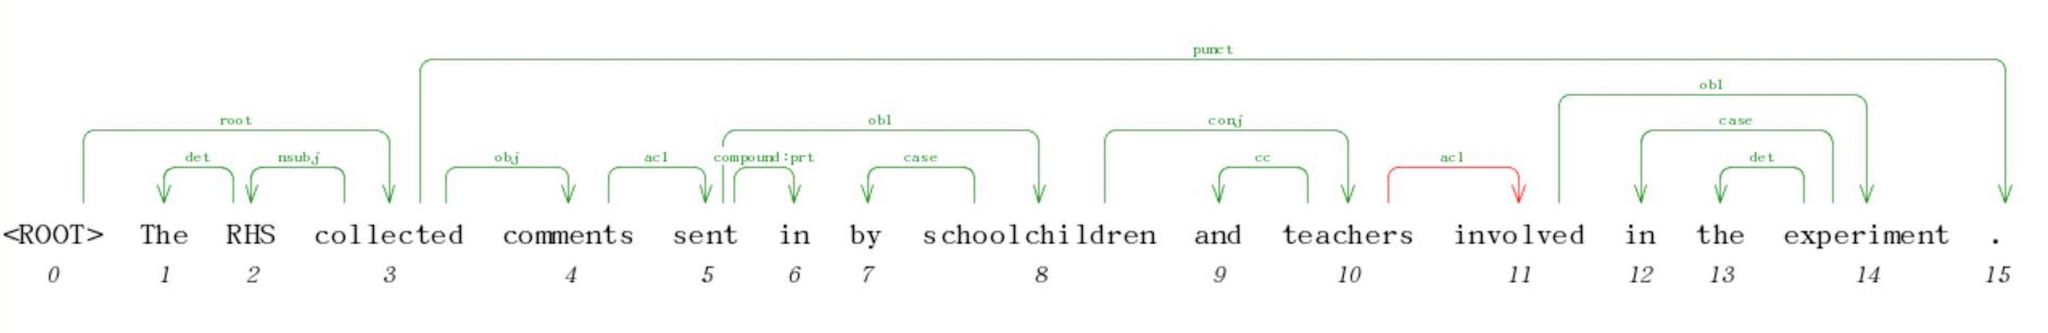 punct
obl
root obl conj case
det nsubj obj acl compound:prt case cc acl det
<ROOT> The RHS collected comments sent in by schoolchildren and teachers involved in the experiment .
0 1 2 3 4 5 6 7 8 9 10 11 12 13 14 15